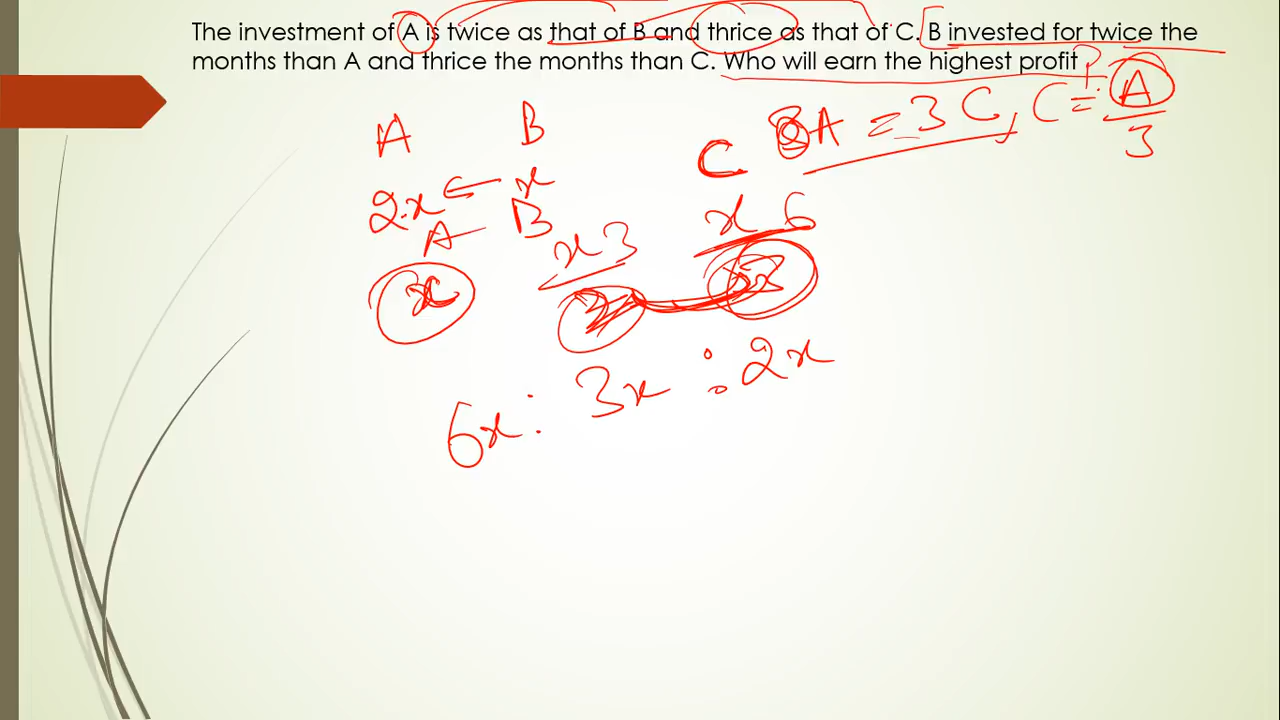 The investment of A is twice as that of B and thrice as that of C. B invested for twice the
months than A and thrice the months than C. Who will earn the highest profit ?
A B C A = 3 C, C = A/3
2x x x 6
A B x 3
x
6x : 3x : 2x